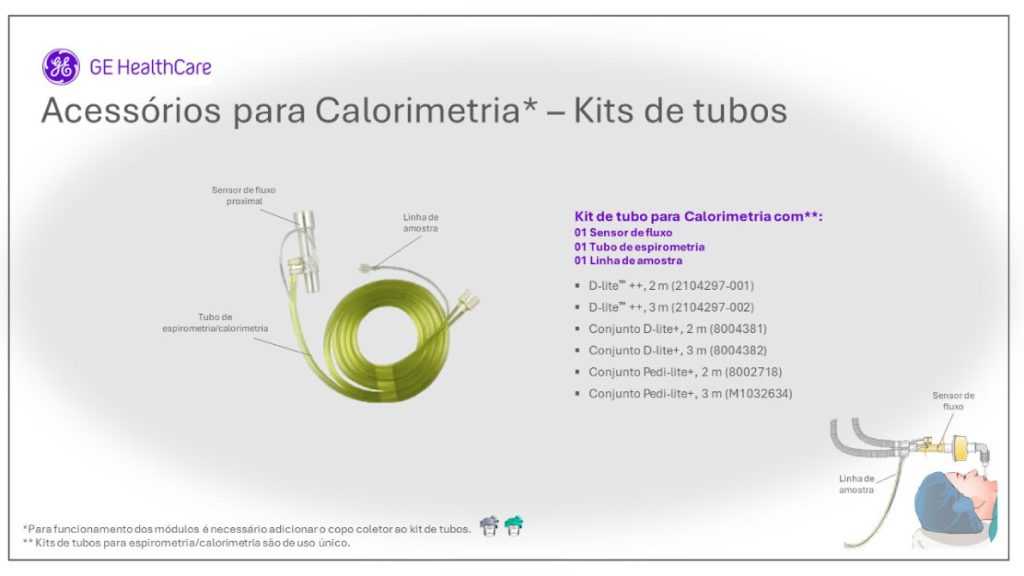 GE HealthCare
Acessórios para Calorimetria* – Kits de tubos
Sensor de fluxo
proximal
Linha de
amostra
Tubo de
espirometria/calorimetria
Kit de tubo para Calorimetria com**:
01 Sensor de fluxo
01 Tubo de espirometria
01 Linha de amostra
▪ D-lite™ ++, 2 m (2104297-001)
▪ D-lite™ ++, 3 m (2104297-002)
▪ Conjunto D-lite+, 2 m (8004381)
▪ Conjunto D-lite+, 3 m (8004382)
▪ Conjunto Pedi-lite+, 2 m (8002718)
▪ Conjunto Pedi-lite+, 3 m (M1032634)
Sensor de
fluxo
Linha de
amostra
*Para funcionamento dos módulos é necessário adicionar o copo coletor ao kit de tubos.
** Kits de tubos para espirometria/calorimetria são de uso único.